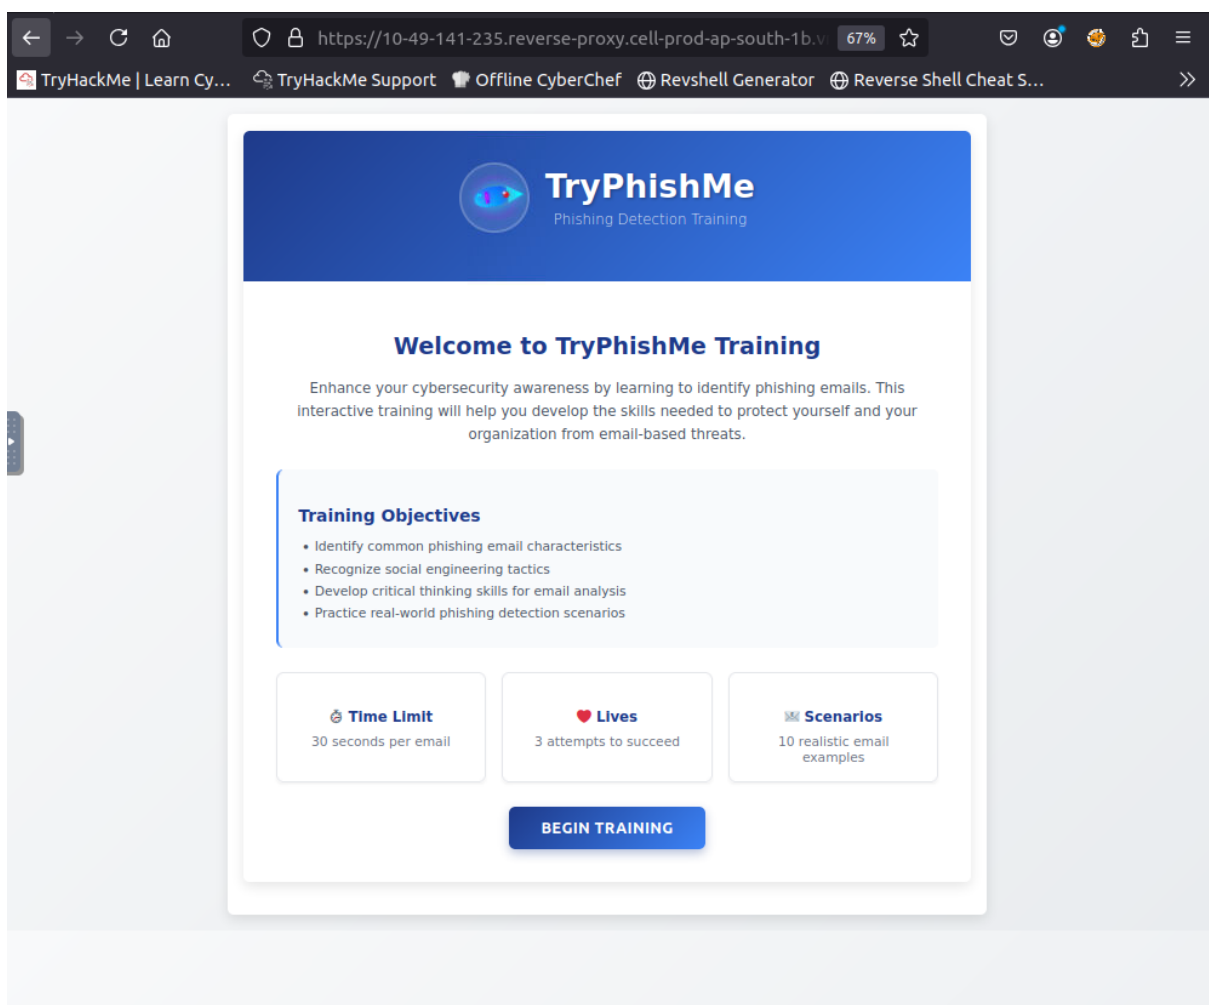 https://10-49-141-235.reverse-proxy.cell-prod-ap-south-1b.v
67%
TryHackMe | Learn Cy...
TryHackMe Support
Offline CyberChef
Revshell Generator
Reverse Shell Cheat S...
TryPhishMe
Phishing Detection Training
Welcome to TryPhishMe Training
Enhance your cybersecurity awareness by learning to identify phishing emails. This
interactive training will help you develop the skills needed to protect yourself and your
organization from email-based threats.
Training Objectives
• Identify common phishing email characteristics
• Recognize social engineering tactics
• Develop critical thinking skills for email analysis
• Practice real-world phishing detection scenarios
Time Limit
30 seconds per email
Lives
3 attempts to succeed
Scenarios
10 realistic email
examples
BEGIN TRAINING